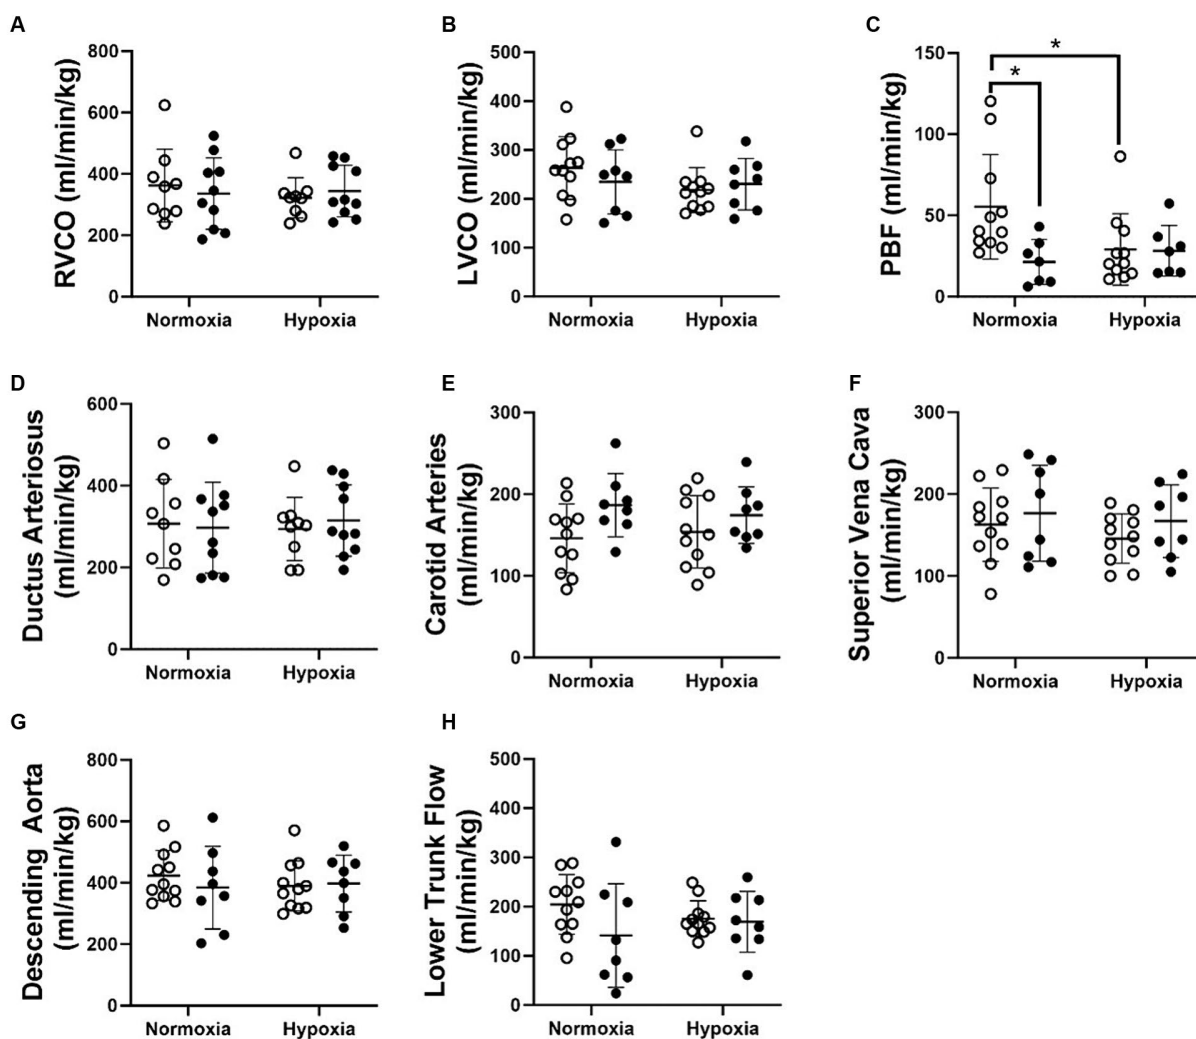 A
RVCO (ml/min/kg)
800
600
400
200
0
Normoxia
Hypoxia
B
LVCO (ml/min/kg)
500
400
300
200
100
0
Normoxia
Hypoxia
C
PBF (ml/min/kg)
150
100
50
0
*
*
Normoxia
Hypoxia
D
Ductus Arteriosus
(ml/min/kg)
600
400
200
0
Normoxia
Hypoxia
E
Carotid Arteries
(ml/min/kg)
300
200
100
0
Normoxia
Hypoxia
F
Superior Vena Cava
(ml/min/kg)
300
200
100
0
Normoxia
Hypoxia
G
Descending Aorta
(ml/min/kg)
800
600
400
200
0
Normoxia
Hypoxia
H
Lower Trunk Flow
(ml/min/kg)
500
400
300
200
100
0
Normoxia
Hypoxia